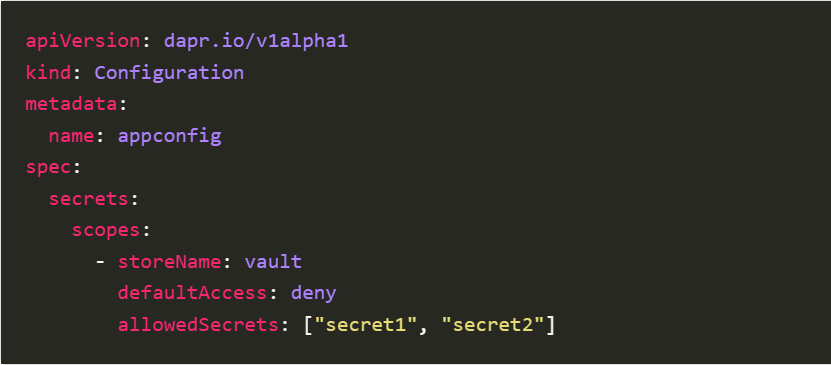 apiVersion: dapr.io/v1alpha1
kind: Configuration
metadata:
  name: appconfig
spec:
  secrets:
    scopes:
      - storeName: vault
        defaultAccess: deny
        allowedSecrets: ["secret1", "secret2"]